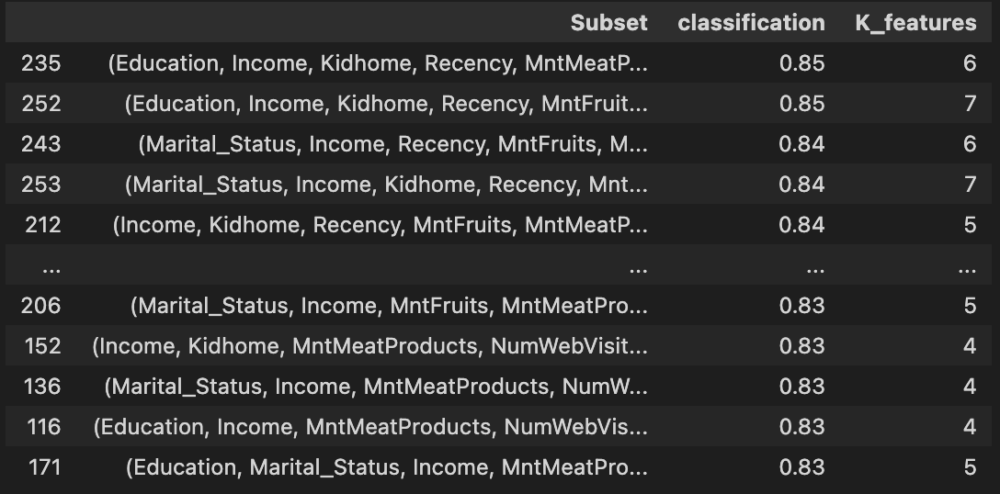 Subset classification K_features
235 (Education, Income, Kidhome, Recency, MntMeatP... 0.85 6
252 (Education, Income, Kidhome, Recency, MntFruit... 0.85 7
243 (Marital_Status, Income, Recency, MntFruits, M... 0.84 6
253 (Marital_Status, Income, Kidhome, Recency, Mnt... 0.84 7
212 (Income, Kidhome, Recency, MntFruits, MntMeatP... 0.84 5
... ... ... ...
206 (Marital_Status, Income, MntFruits, MntMeatPro... 0.83 5
152 (Income, Kidhome, MntMeatProducts, NumWebVisit... 0.83 4
136 (Marital_Status, Income, MntMeatProducts, NumW... 0.83 4
116 (Education, Income, MntMeatProducts, NumWebVis... 0.83 4
171 (Education, Marital_Status, Income, MntMeatPro... 0.83 5